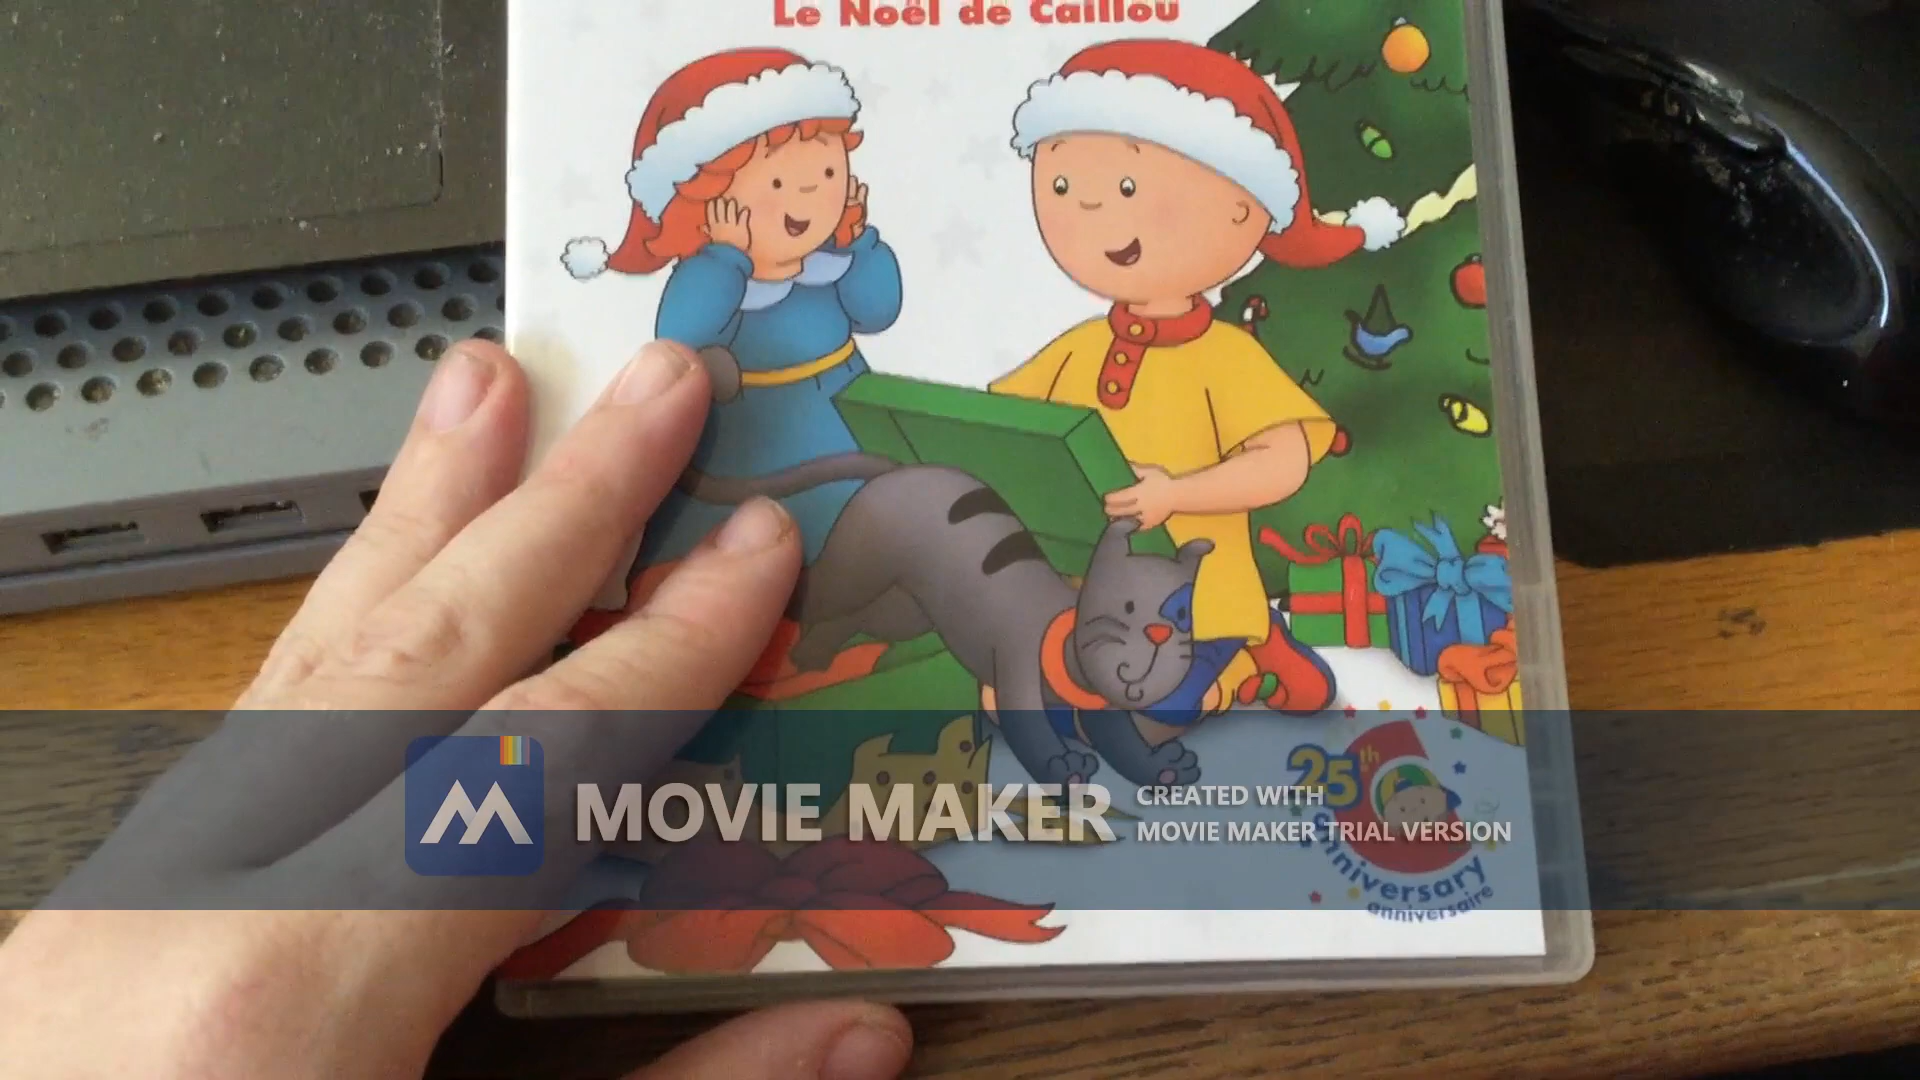 Le Noël de Caillou
MOVIE MAKER
CREATED WITH
MOVIE MAKER TRIAL VERSION
25th
anniversary
anniversaire